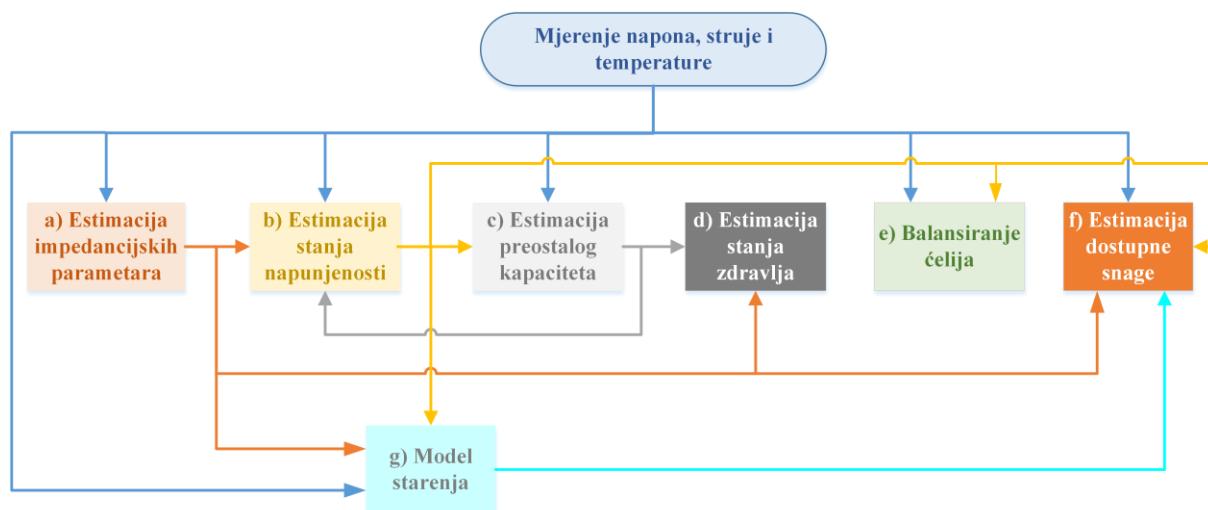 Mjerenje napona, struje i
temperature
a) Estimacija
impedancijskih
parametara
b) Estimacija
stanja
napunjenosti
c) Estimacija
preostalog
kapaciteta
d) Estimacija
stanja
zdravlja
e) Balansiranje
ćelija
f) Estimacija
dostupne
snage
g) Model
starenja